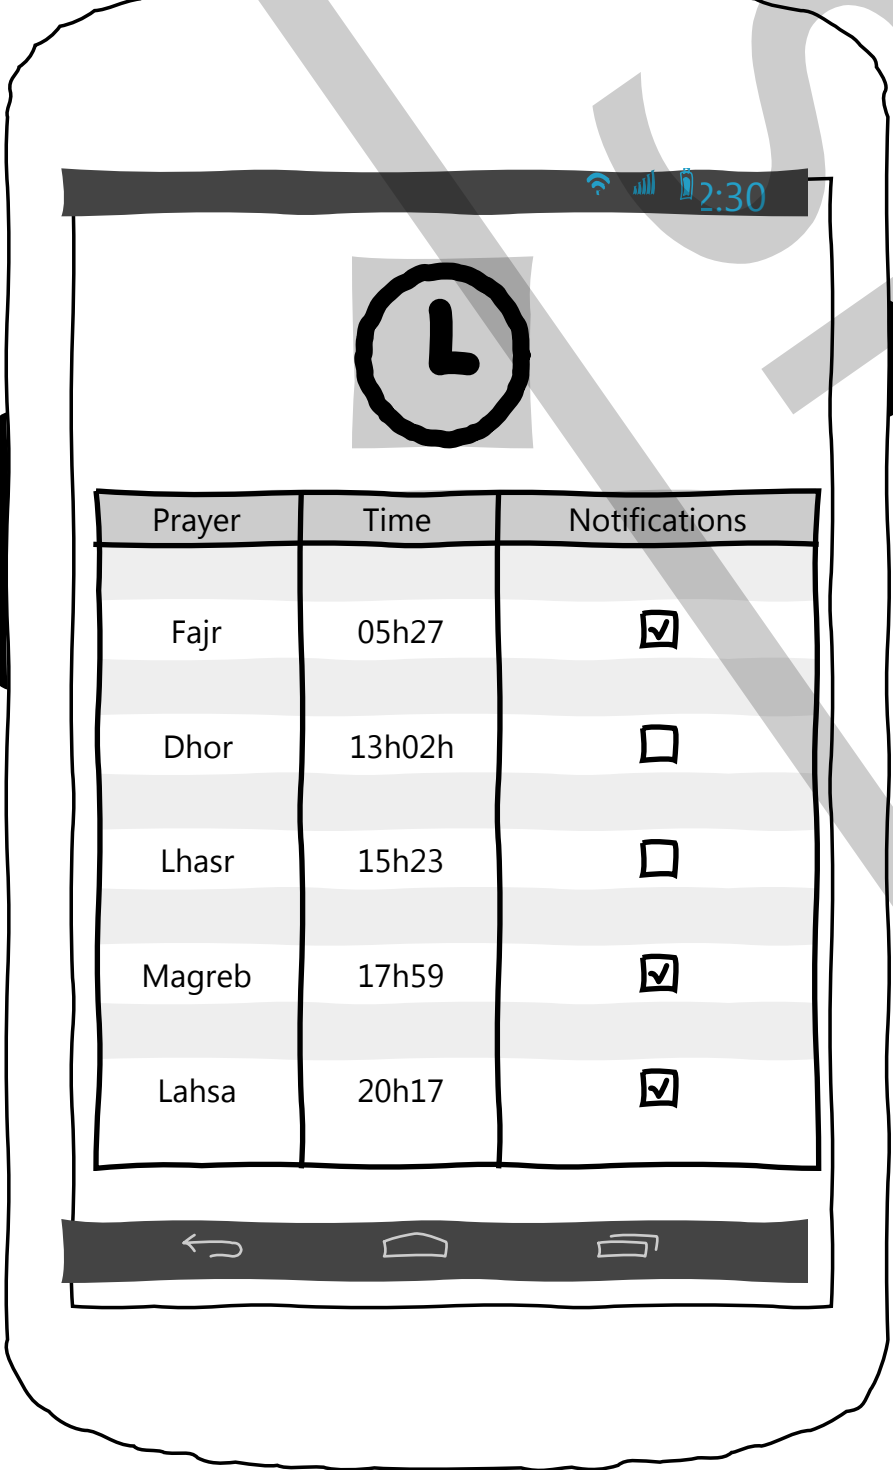 2:30
Prayer Time Notifications
Fajr 05h27
Dhor 13h02h
Lhasr 15h23
Magreb 17h59
Lahsa 20h17